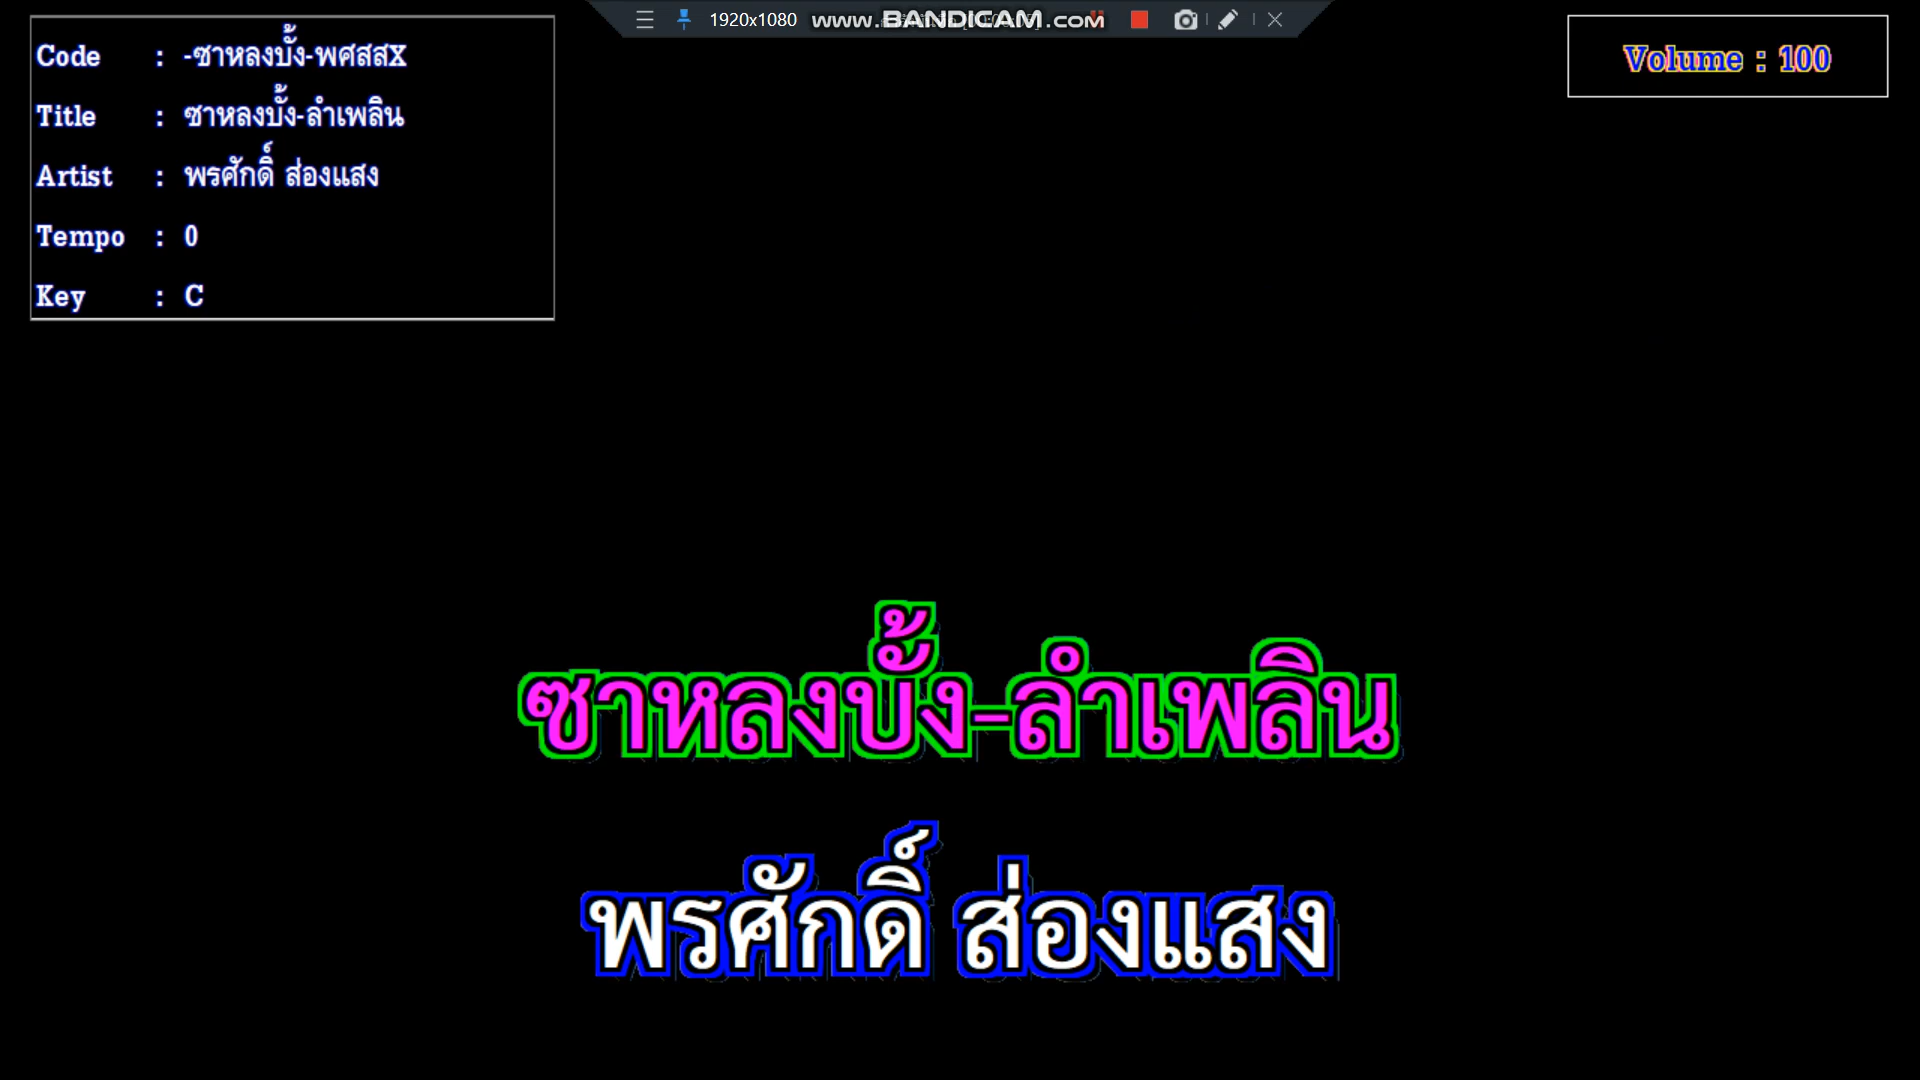 1920x1080 www.BANDICAM.com
Code : -ซาหลงบั้ง-พศสสX
Title : ซาหลงบั้ง-ลำเพลิน
Artist : พรศักดิ์ ส่องแสง
Tempo : 0
Key : C
Volume : 100
ซาหลงบั้ง-ลำเพลิน
พรศักดิ์ ส่องแสง